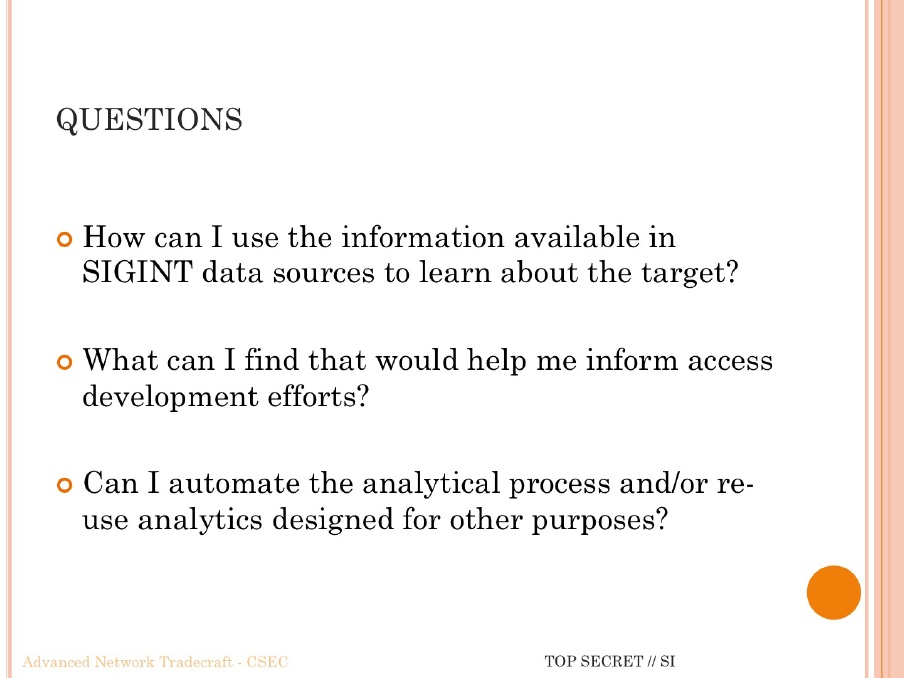 QUESTIONS
How can I use the information available in
SIGINT data sources to learn about the target?
What can I find that would help me inform access
development efforts?
Can I automate the analytical process and/or re-
use analytics designed for other purposes?
Advanced Network Tradecraft - CSEC
TOP SECRET // SI